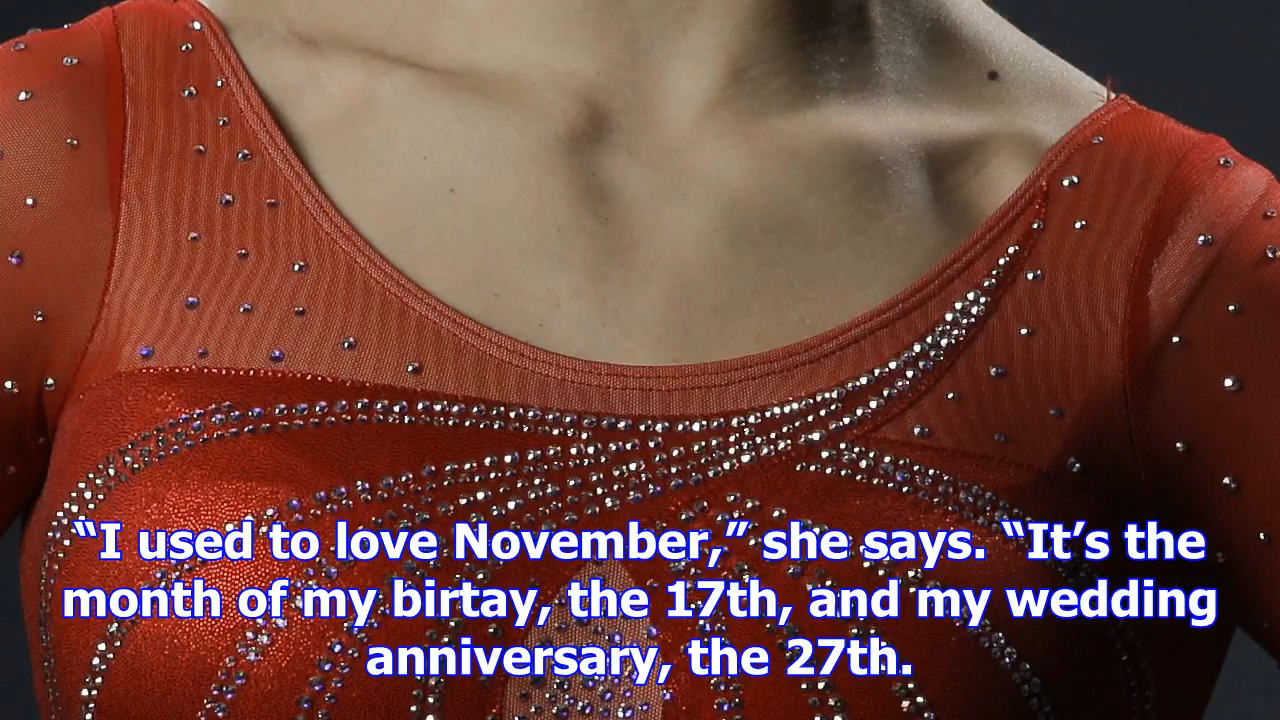 “I used to love November,” she says. “It’s the
month of my birtay, the 17th, and my wedding
anniversary, the 27th.